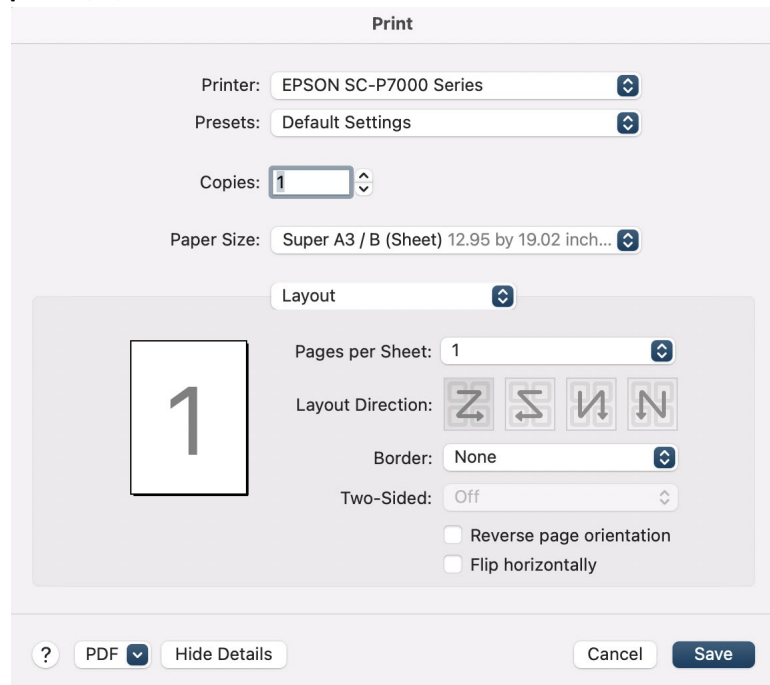 Print
Printer: EPSON SC-P7000 Series
Presets: Default Settings
Copies: 1
Paper Size: Super A3 / B (Sheet) 12.95 by 19.02 inch...
Layout
1
Pages per Sheet: 1
Layout Direction:
Border: None
Two-Sided: Off
Reverse page orientation
Flip horizontally
? PDF Hide Details Cancel Save